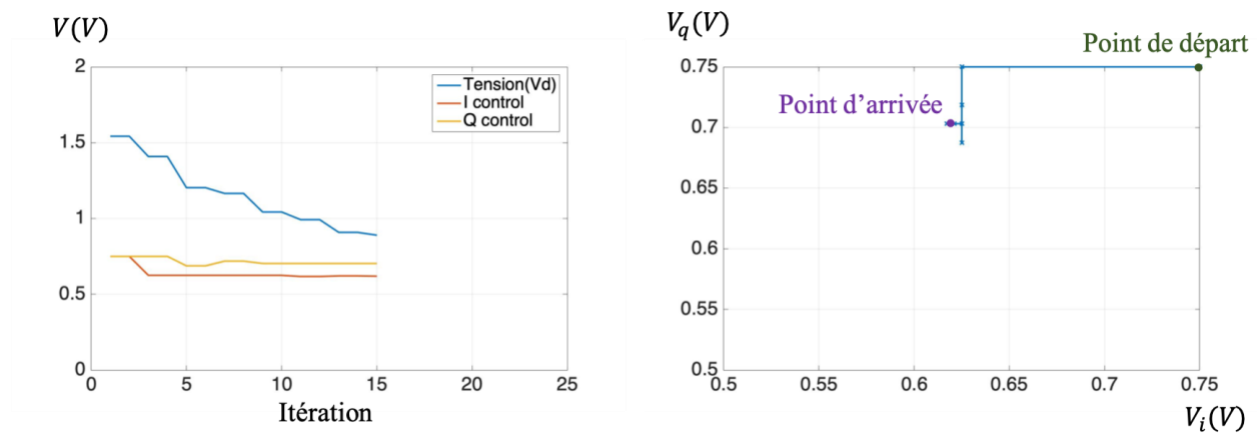 V(V)
2
1.5
1
0.5
0
0
5
10
15
20
25
Itération
Tension(Vd)
I control
Q control
V_q(V)
Point de départ
Point d'arrivée
0.75
0.7
0.65
0.6
0.55
0.5
0.5
0.55
0.6
0.65
0.7
0.75
V_i(V)